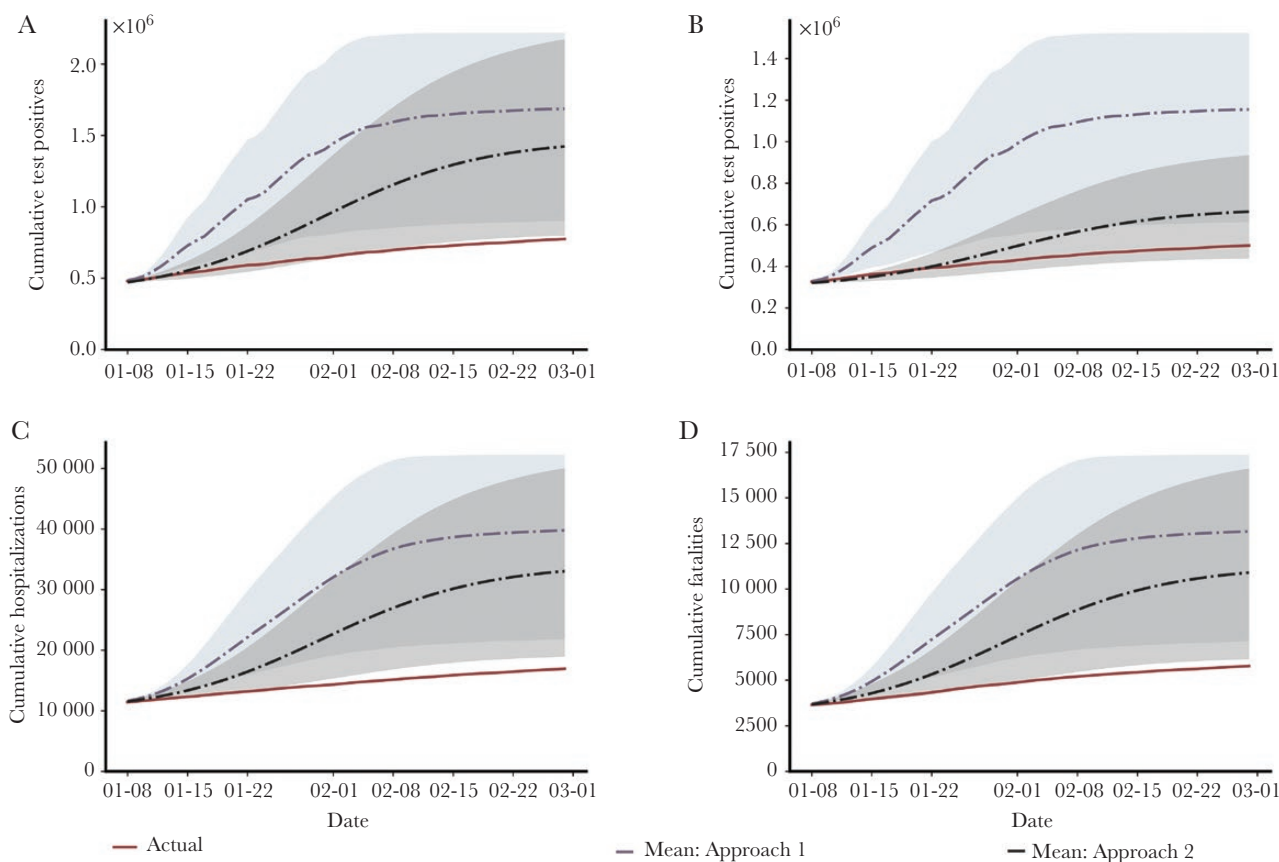 A
×10⁶
Cumulative test positives
2.0
1.5
1.0
0.5
0.0
01-08 01-15 01-22 02-01 02-08 02-15 02-22 03-01
B
×10⁶
Cumulative test positives
1.4
1.2
1.0
0.8
0.6
0.4
0.2
0.0
01-08 01-15 01-22 02-01 02-08 02-15 02-22 03-01
C
Cumulative hospitalizations
50 000
40 000
30 000
20 000
10 000
0
01-08 01-15 01-22 02-01 02-08 02-15 02-22 03-01
Date
D
Cumulative fatalities
17 500
15 000
12 500
10 000
7500
5000
2500
0
01-08 01-15 01-22 02-01 02-08 02-15 02-22 03-01
Date
Actual
Mean: Approach 1
Mean: Approach 2